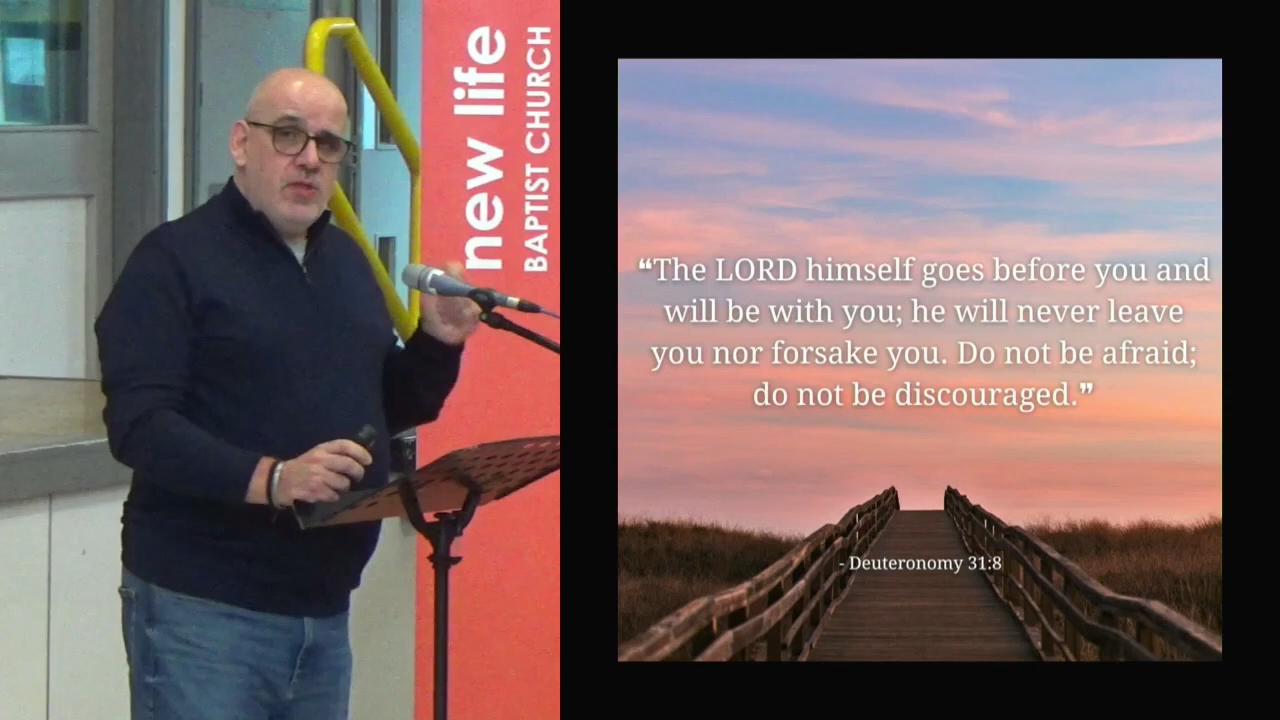 new life
BAPTIST CHURCH
❝The LORD himself goes before you and
will be with you; he will never leave
you nor forsake you. Do not be afraid;
do not be discouraged.❞
- Deuteronomy 31:8